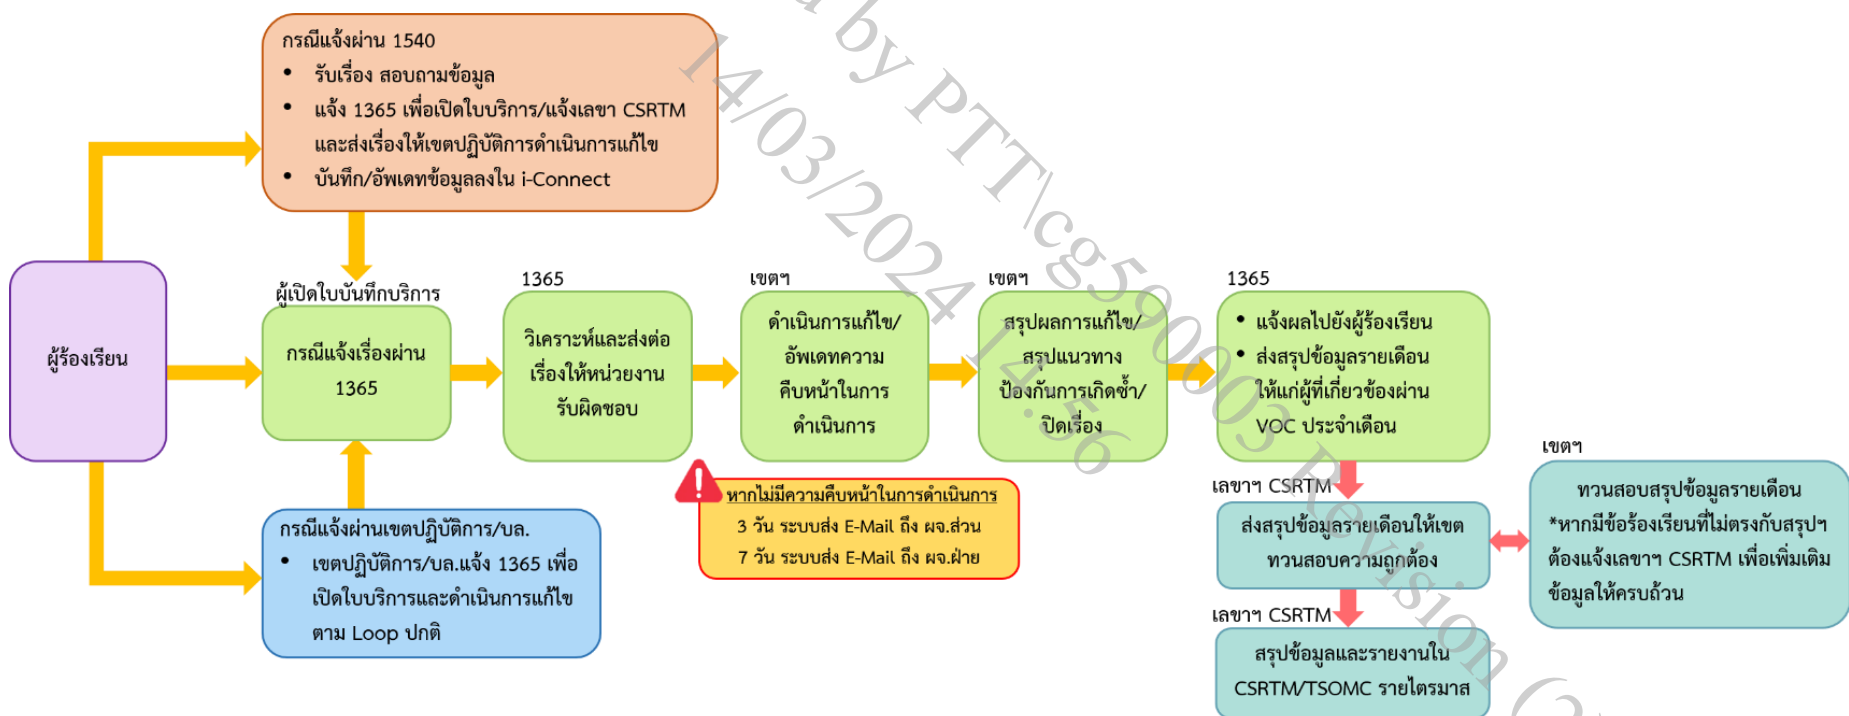 กรณีแจ้งผ่าน 1540
• รับเรื่อง สอบถามข้อมูล
• แจ้ง 1365 เพื่อเปิดใบบริการ/แจ้งเลขา CSRTM
และส่งเรื่องให้เขตปฏิบัติการดำเนินการแก้ไข
• บันทึก/อัพเดทข้อมูลลงใน i-Connect
ผู้ร้องเรียน
ผู้เปิดใบบันทึกบริการ
กรณีแจ้งเรื่องผ่าน
1365
กรณีแจ้งผ่านเขตปฏิบัติการ/บล.
• เขตปฏิบัติการ/บล.แจ้ง 1365 เพื่อ
เปิดใบบริการและดำเนินการแก้ไข
ตาม Loop ปกติ
1365
วิเคราะห์และส่งต่อ
เรื่องให้หน่วยงาน
รับผิดชอบ
เขตฯ
ดำเนินการแก้ไข/
อัพเดทความ
คืบหน้าในการ
ดำเนินการ
หากไม่มีความคืบหน้าในการดำเนินการ
3 วัน ระบบส่ง E-Mail ถึง ผจ.ส่วน
7 วัน ระบบส่ง E-Mail ถึง ผจ.ฝ่าย
เขตฯ
สรุปผลการแก้ไข/
สรุปแนวทาง
ป้องกันการเกิดซ้ำ/
ปิดเรื่อง
1365
• แจ้งผลไปยังผู้ร้องเรียน
• ส่งสรุปข้อมูลรายเดือน
ให้แก่ผู้ที่เกี่ยวข้องผ่าน
VOC ประจำเดือน
เลขาฯ CSRTM
ส่งสรุปข้อมูลรายเดือนให้เขต
ทวนสอบความถูกต้อง
เขตฯ
ทวนสอบสรุปข้อมูลรายเดือน
*หากมีข้อร้องเรียนที่ไม่ตรงกับสรุปฯ
ต้องแจ้งเลขาฯ CSRTM เพื่อเพิ่มเติม
ข้อมูลให้ครบถ้วน
เลขาฯ CSRTM
สรุปข้อมูลและรายงานใน
CSRTM/TSOMC รายไตรมาส
by PTT\cg590003 Revision
14/03/2024 14:56